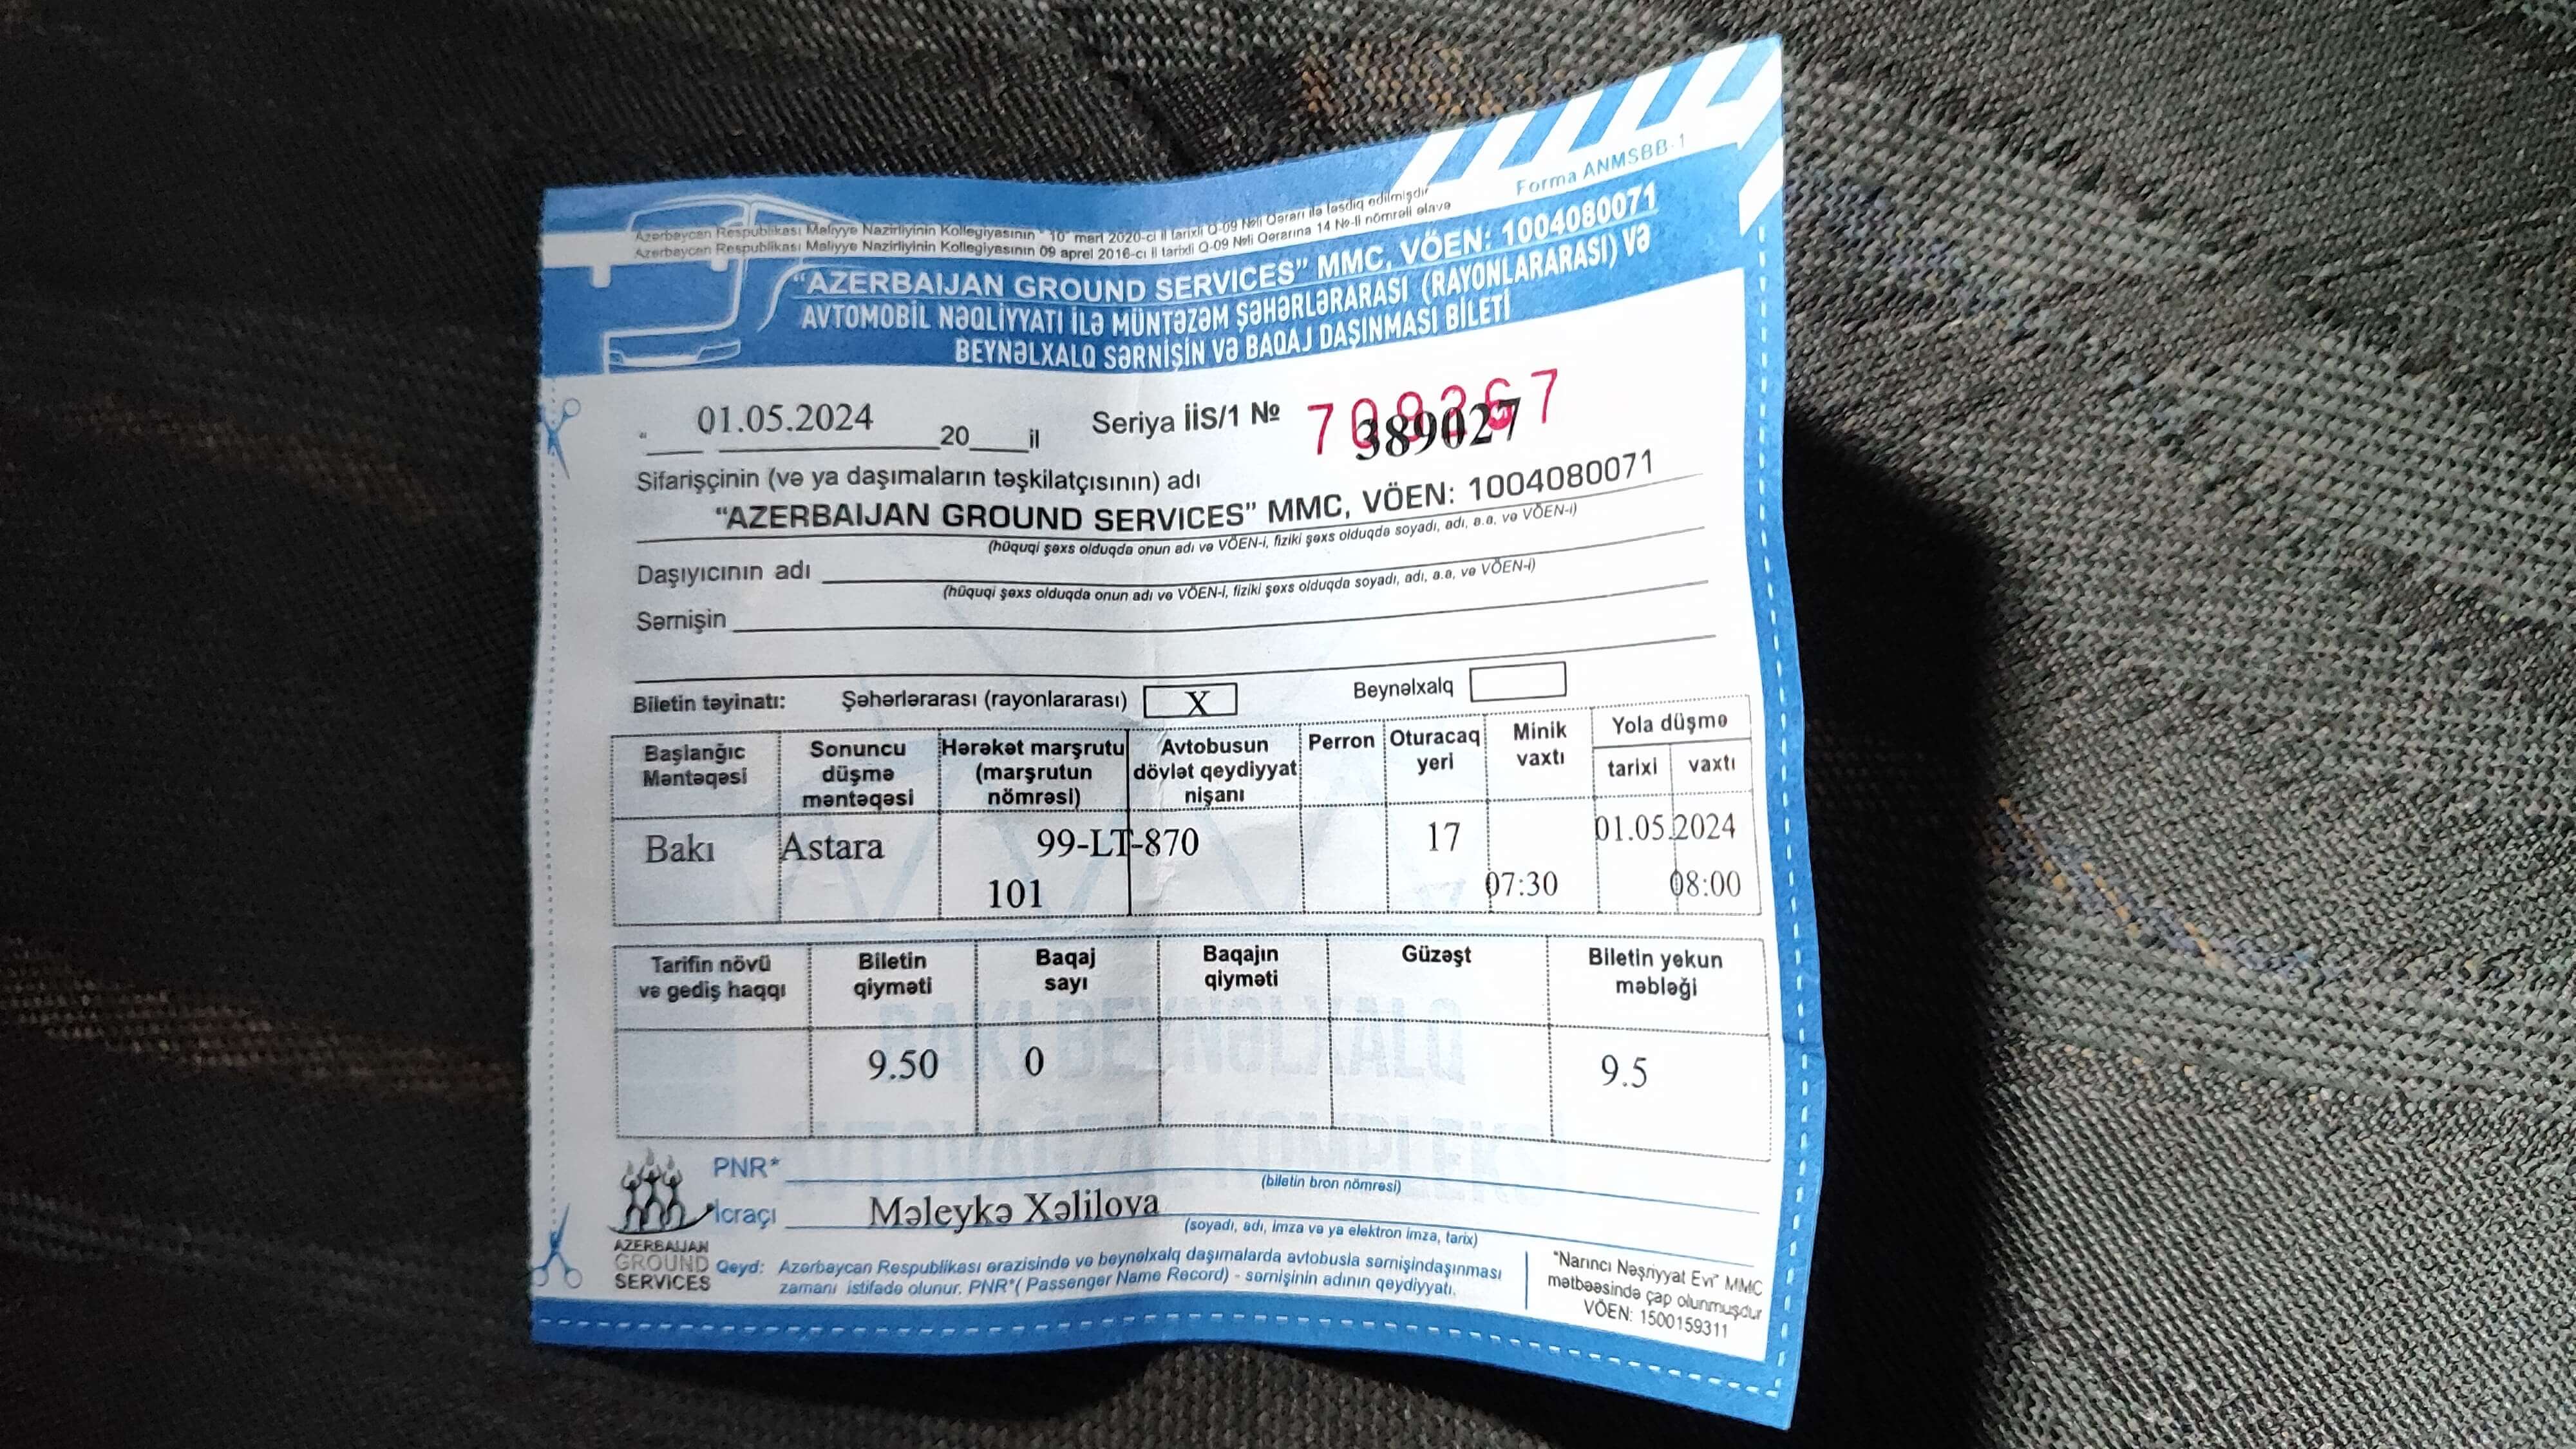 Forma ANMSBB-1
Azərbaycan Respublikası Maliyyə Nazirliyinin Kollegiyasının "10" mart 2020-ci il tarixli Q-09 №li Qərarı ilə təsdiq edilmişdir
Azərbaycan Respublikası Maliyyə Nazirliyinin Kollegiyasının 09 aprel 2016-cı il tarixli Q-09 №li Qərarına 14 №-li nömrəli əlavə
"AZERBAIJAN GROUND SERVICES" MMC, VÖEN: 1004080071
AVTOMOBİL NƏQLİYYATI İLƏ MÜNTƏZƏM ŞƏHƏRLƏRARASI (RAYONLARARASI) VƏ
BEYNƏLXALQ SƏRNİŞİN VƏ BAQAJ DAŞINMASI BİLETİ
01.05.2024 20___il Seriya İİS/1 № 389027
Sifarişçinin (və ya daşımaların təşkilatçısının) adı
"AZERBAIJAN GROUND SERVICES" MMC, VÖEN: 1004080071
(hüquqi şəxs olduqda onun adı və VÖEN-i, fiziki şəxs olduqda soyadı, adı, a.a, və VÖEN-i)
Daşıyıcının adı
(hüquqi şəxs olduqda onun adı və VÖEN-i, fiziki şəxs olduqda soyadı, adı, a.a, və VÖEN-i)
Sərnişin
Biletin təyinatı: Şəhərlərarası (rayonlararası) X Beynəlxalq
Başlanğıc Məntəqəsi
Sonuncu düşmə məntəqəsi
Hərəkət marşrutu (marşrutun nömrəsi)
Avtobusun dövlət qeydiyyat nişanı
Perron
Oturacaq yeri
Minik vaxtı
Yola düşmə
tarixi vaxtı
Bakı Astara 99-LT-870 17 01.05.2024
101 07:30 08:00
Tarifin növü və gediş haqqı
Biletin qiyməti
Baqaj sayı
Baqajın qiyməti
Güzəşt
Biletin yekun məbləği
9.50 0 9.5
PNR*
(biletin bron nömrəsi)
İcraçı Məleykə Xəlilova
(soyadı, adı, imza və ya elektron imza, tarix)
AZERBAIJAN
GROUND
SERVICES
Qeyd: Azərbaycan Respublikası ərazisində və beynəlxalq daşımalarda avtobusla sərnişindaşınması
zamanı istifadə olunur. PNR*( Passenger Name Record) - sərnişinin adının qeydiyyatı.
"Narıncı Nəşriyyat Evi" MMC
mətbəəsində çap olunmuşdur
VÖEN: 1500159311